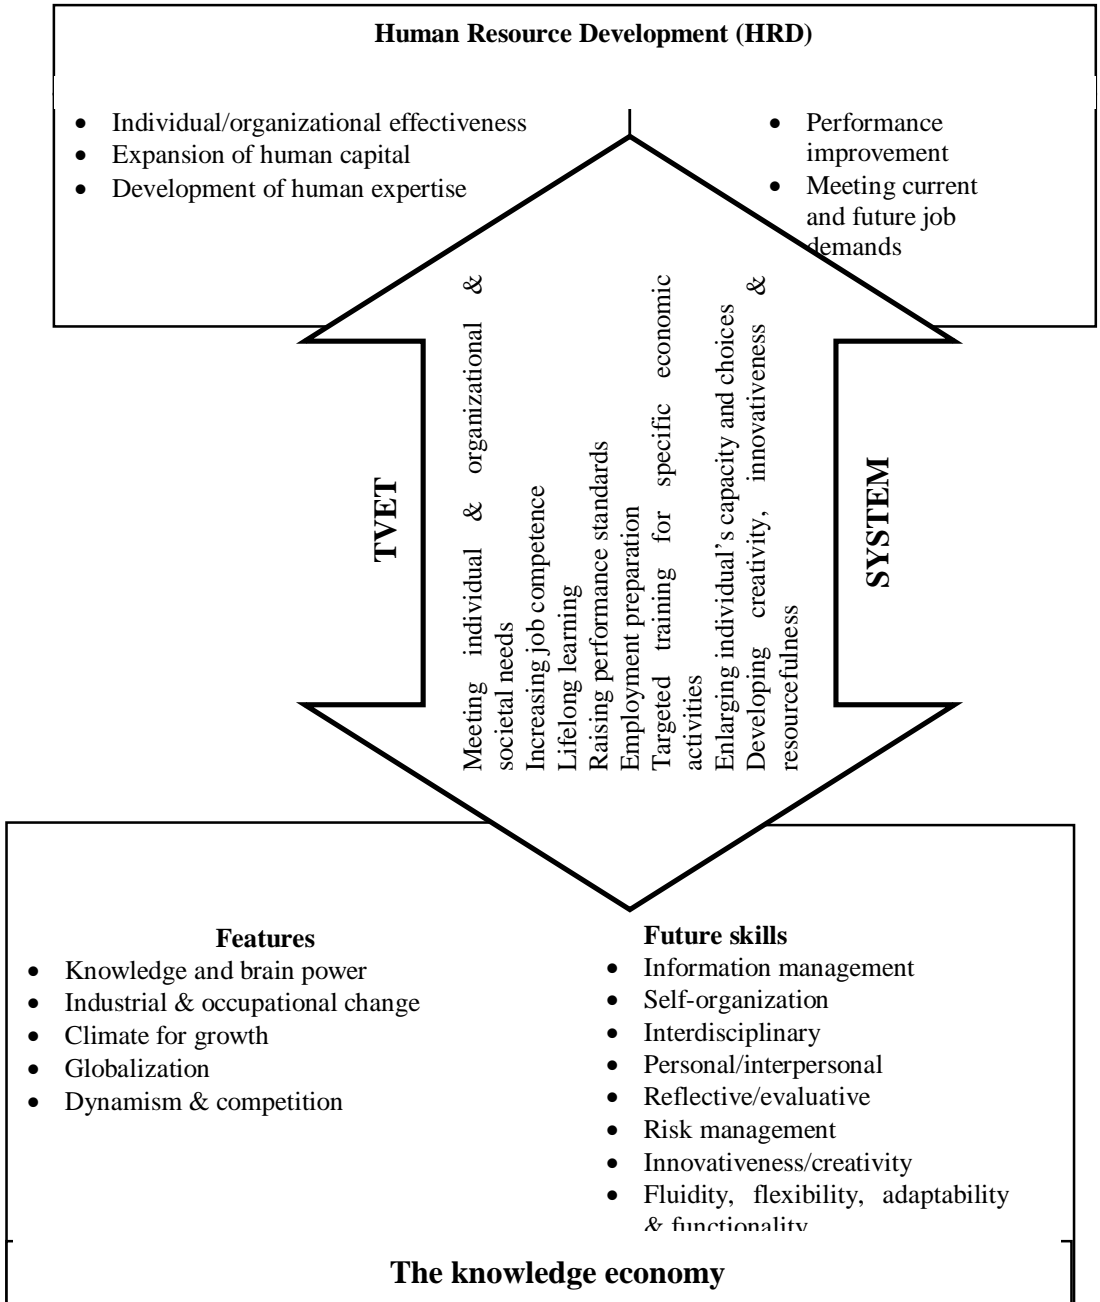 Human Resource Development (HRD)
• Individual/organizational effectiveness
• Expansion of human capital
• Development of human expertise
• Performance
improvement
• Meeting current
and future job
demands
TVET
Meeting individual & organizational &
societal needs
Increasing job competence
Lifelong learning
Raising performance standards
Employment preparation
Targeted training for specific economic
activities
Enlarging individual’s capacity and choices
Developing creativity, innovativeness &
resourcefulness
SYSTEM
Features
• Knowledge and brain power
• Industrial & occupational change
• Climate for growth
• Globalization
• Dynamism & competition
Future skills
• Information management
• Self-organization
• Interdisciplinary
• Personal/interpersonal
• Reflective/evaluative
• Risk management
• Innovativeness/creativity
• Fluidity, flexibility, adaptability
& functionality
The knowledge economy